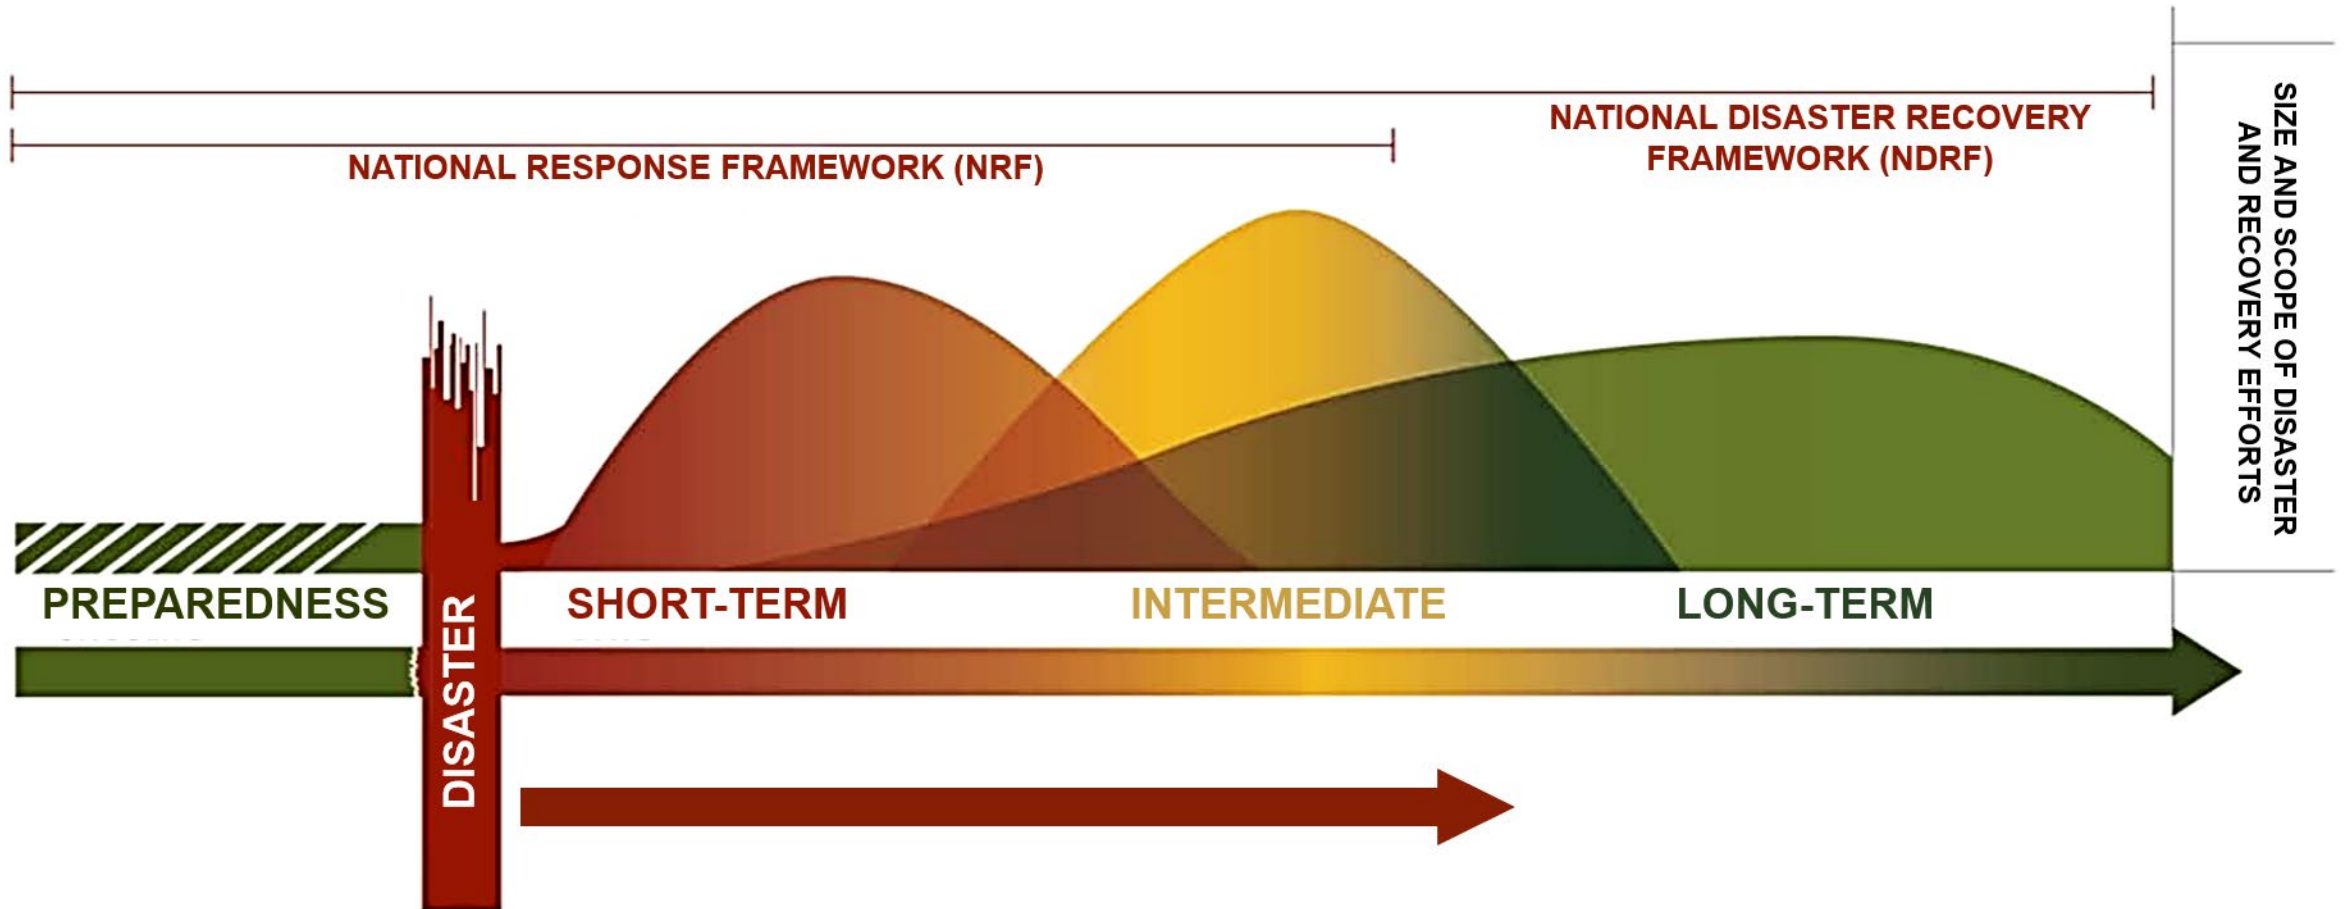 NATIONAL DISASTER RECOVERY
FRAMEWORK (NDRF)
NATIONAL RESPONSE FRAMEWORK (NRF)
SIZE AND SCOPE OF DISASTER
AND RECOVERY EFFORTS
PREPAREDNESS
DISASTER
SHORT-TERM
INTERMEDIATE
LONG-TERM